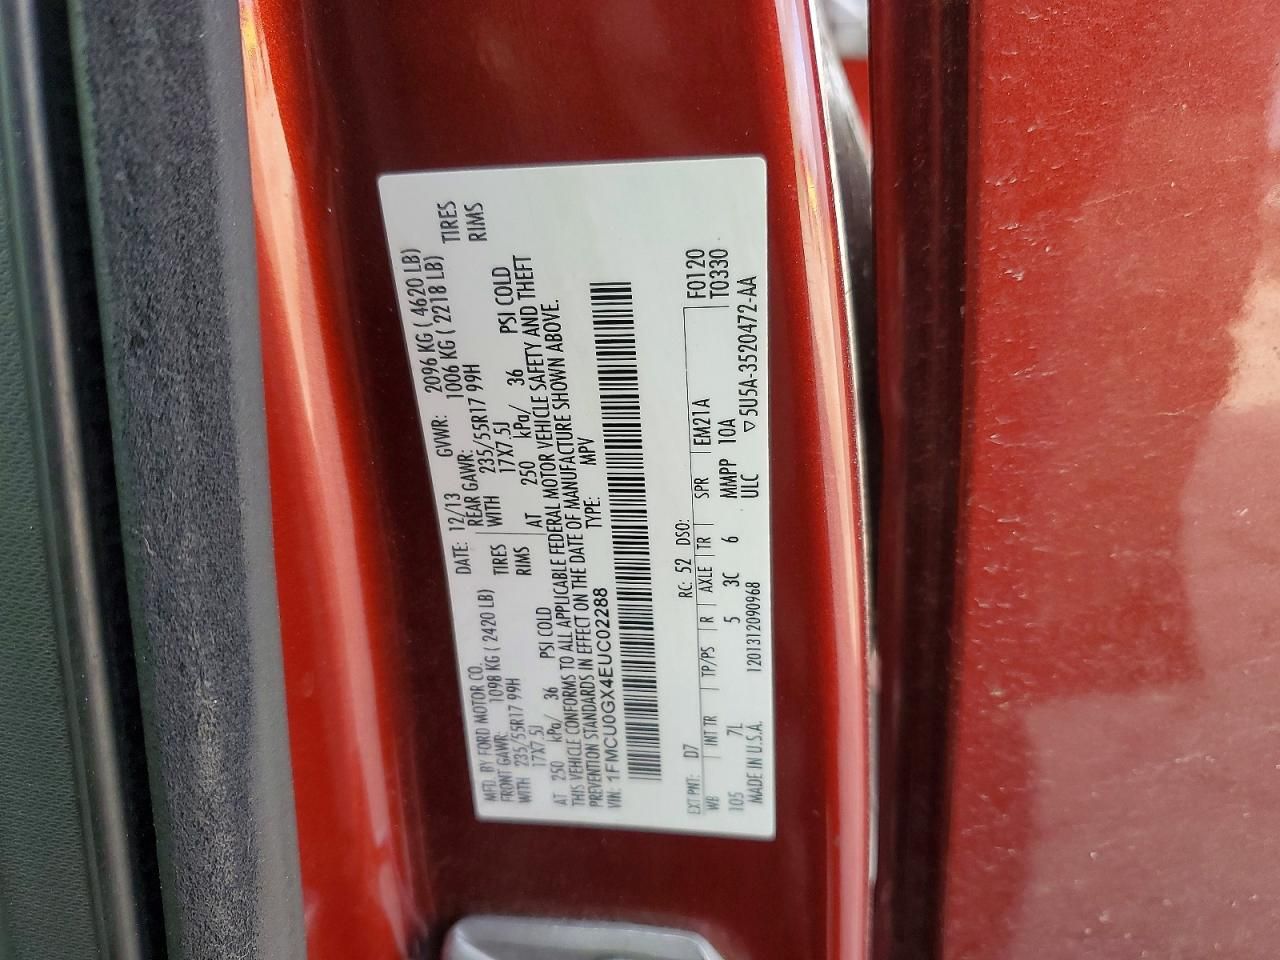 MFD. BY FORD MOTOR CO. DATE: 12/13 GVWR: 2096 KG ( 4620 LB)
FRONT GAWR: 1098 KG ( 2420 LB) REAR GAWR: 1006 KG ( 2218 LB)
WITH 235/55R17 99H TIRES WITH 235/55R17 99H TIRES
17X7.5J RIMS 17X7.5J RIMS
AT 250 kPa/ 36 PSI COLD AT 250 kPa/ 36 PSI COLD
THIS VEHICLE CONFORMS TO ALL APPLICABLE FEDERAL MOTOR VEHICLE SAFETY AND THEFT
PREVENTION STANDARDS IN EFFECT ON THE DATE OF MANUFACTURE SHOWN ABOVE.
VIN: 1FMCU0GX4EUC02288 TYPE: MPV
EXT PNT: D7 RC: 52 DSO: F0120
WB INT TR TP/PS R AXLE TR SPR EM21A T0330
105 7L 5 3C 6 MMPP 10A
MADE IN U.S.A. 120131209096​8 ULC ▽5U5A-3520472-AA